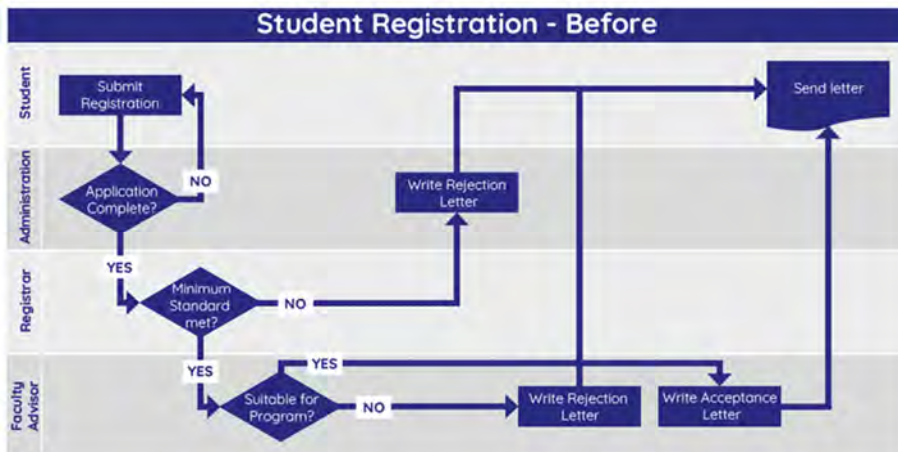 Student Registration - Before
Student
Submit
Registration
Send letter
Administration
Application
Complete?
NO
Write Rejection
Letter
YES
Registrar
Minimum
Standard
met?
NO
YES
YES
Faculty
Advisor
Suitable for
Program?
NO
Write Rejection
Letter
Write Acceptance
Letter